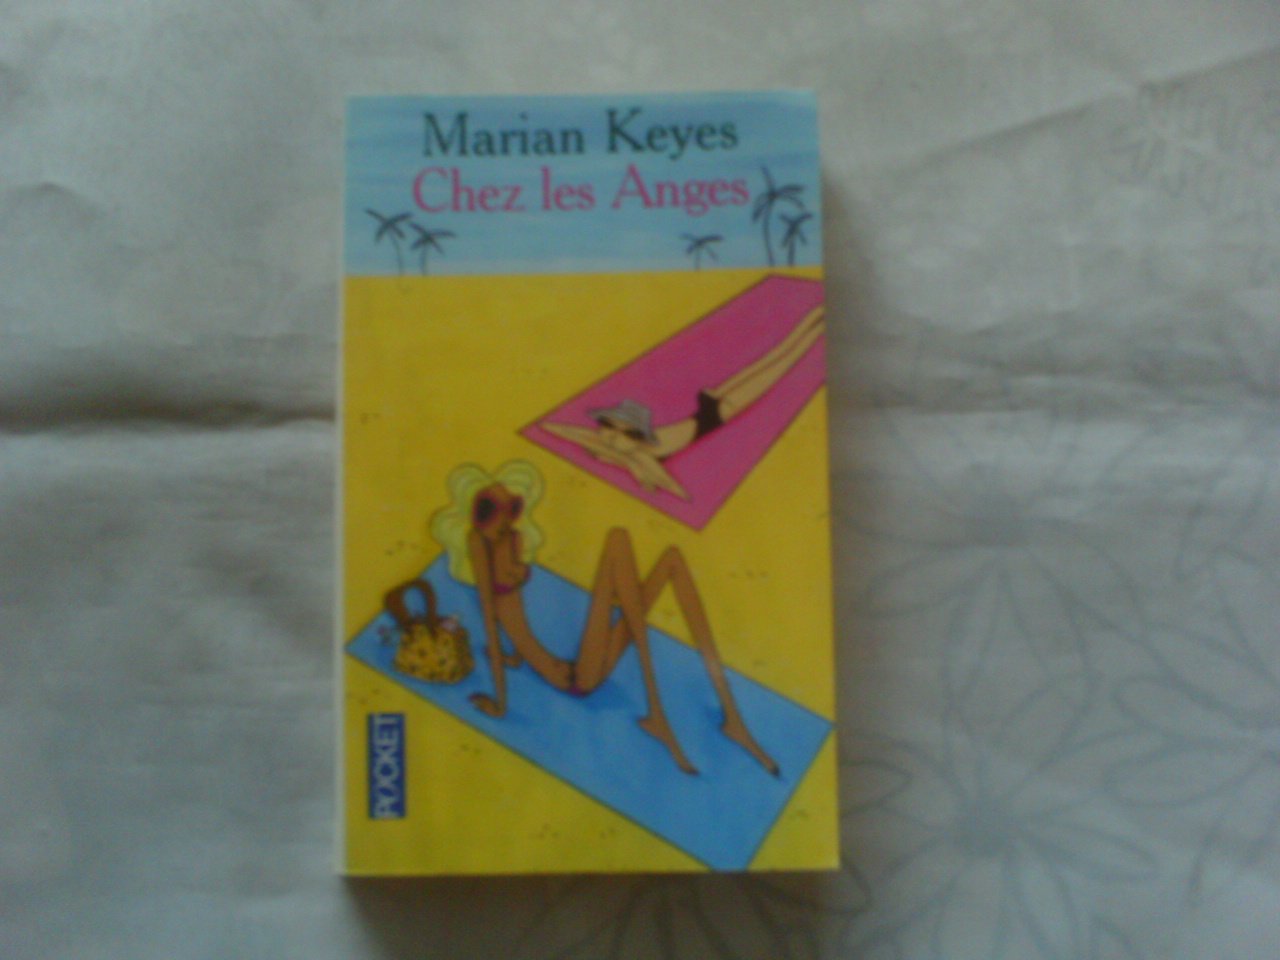 Marian Keyes
Chez les Anges
POCKET